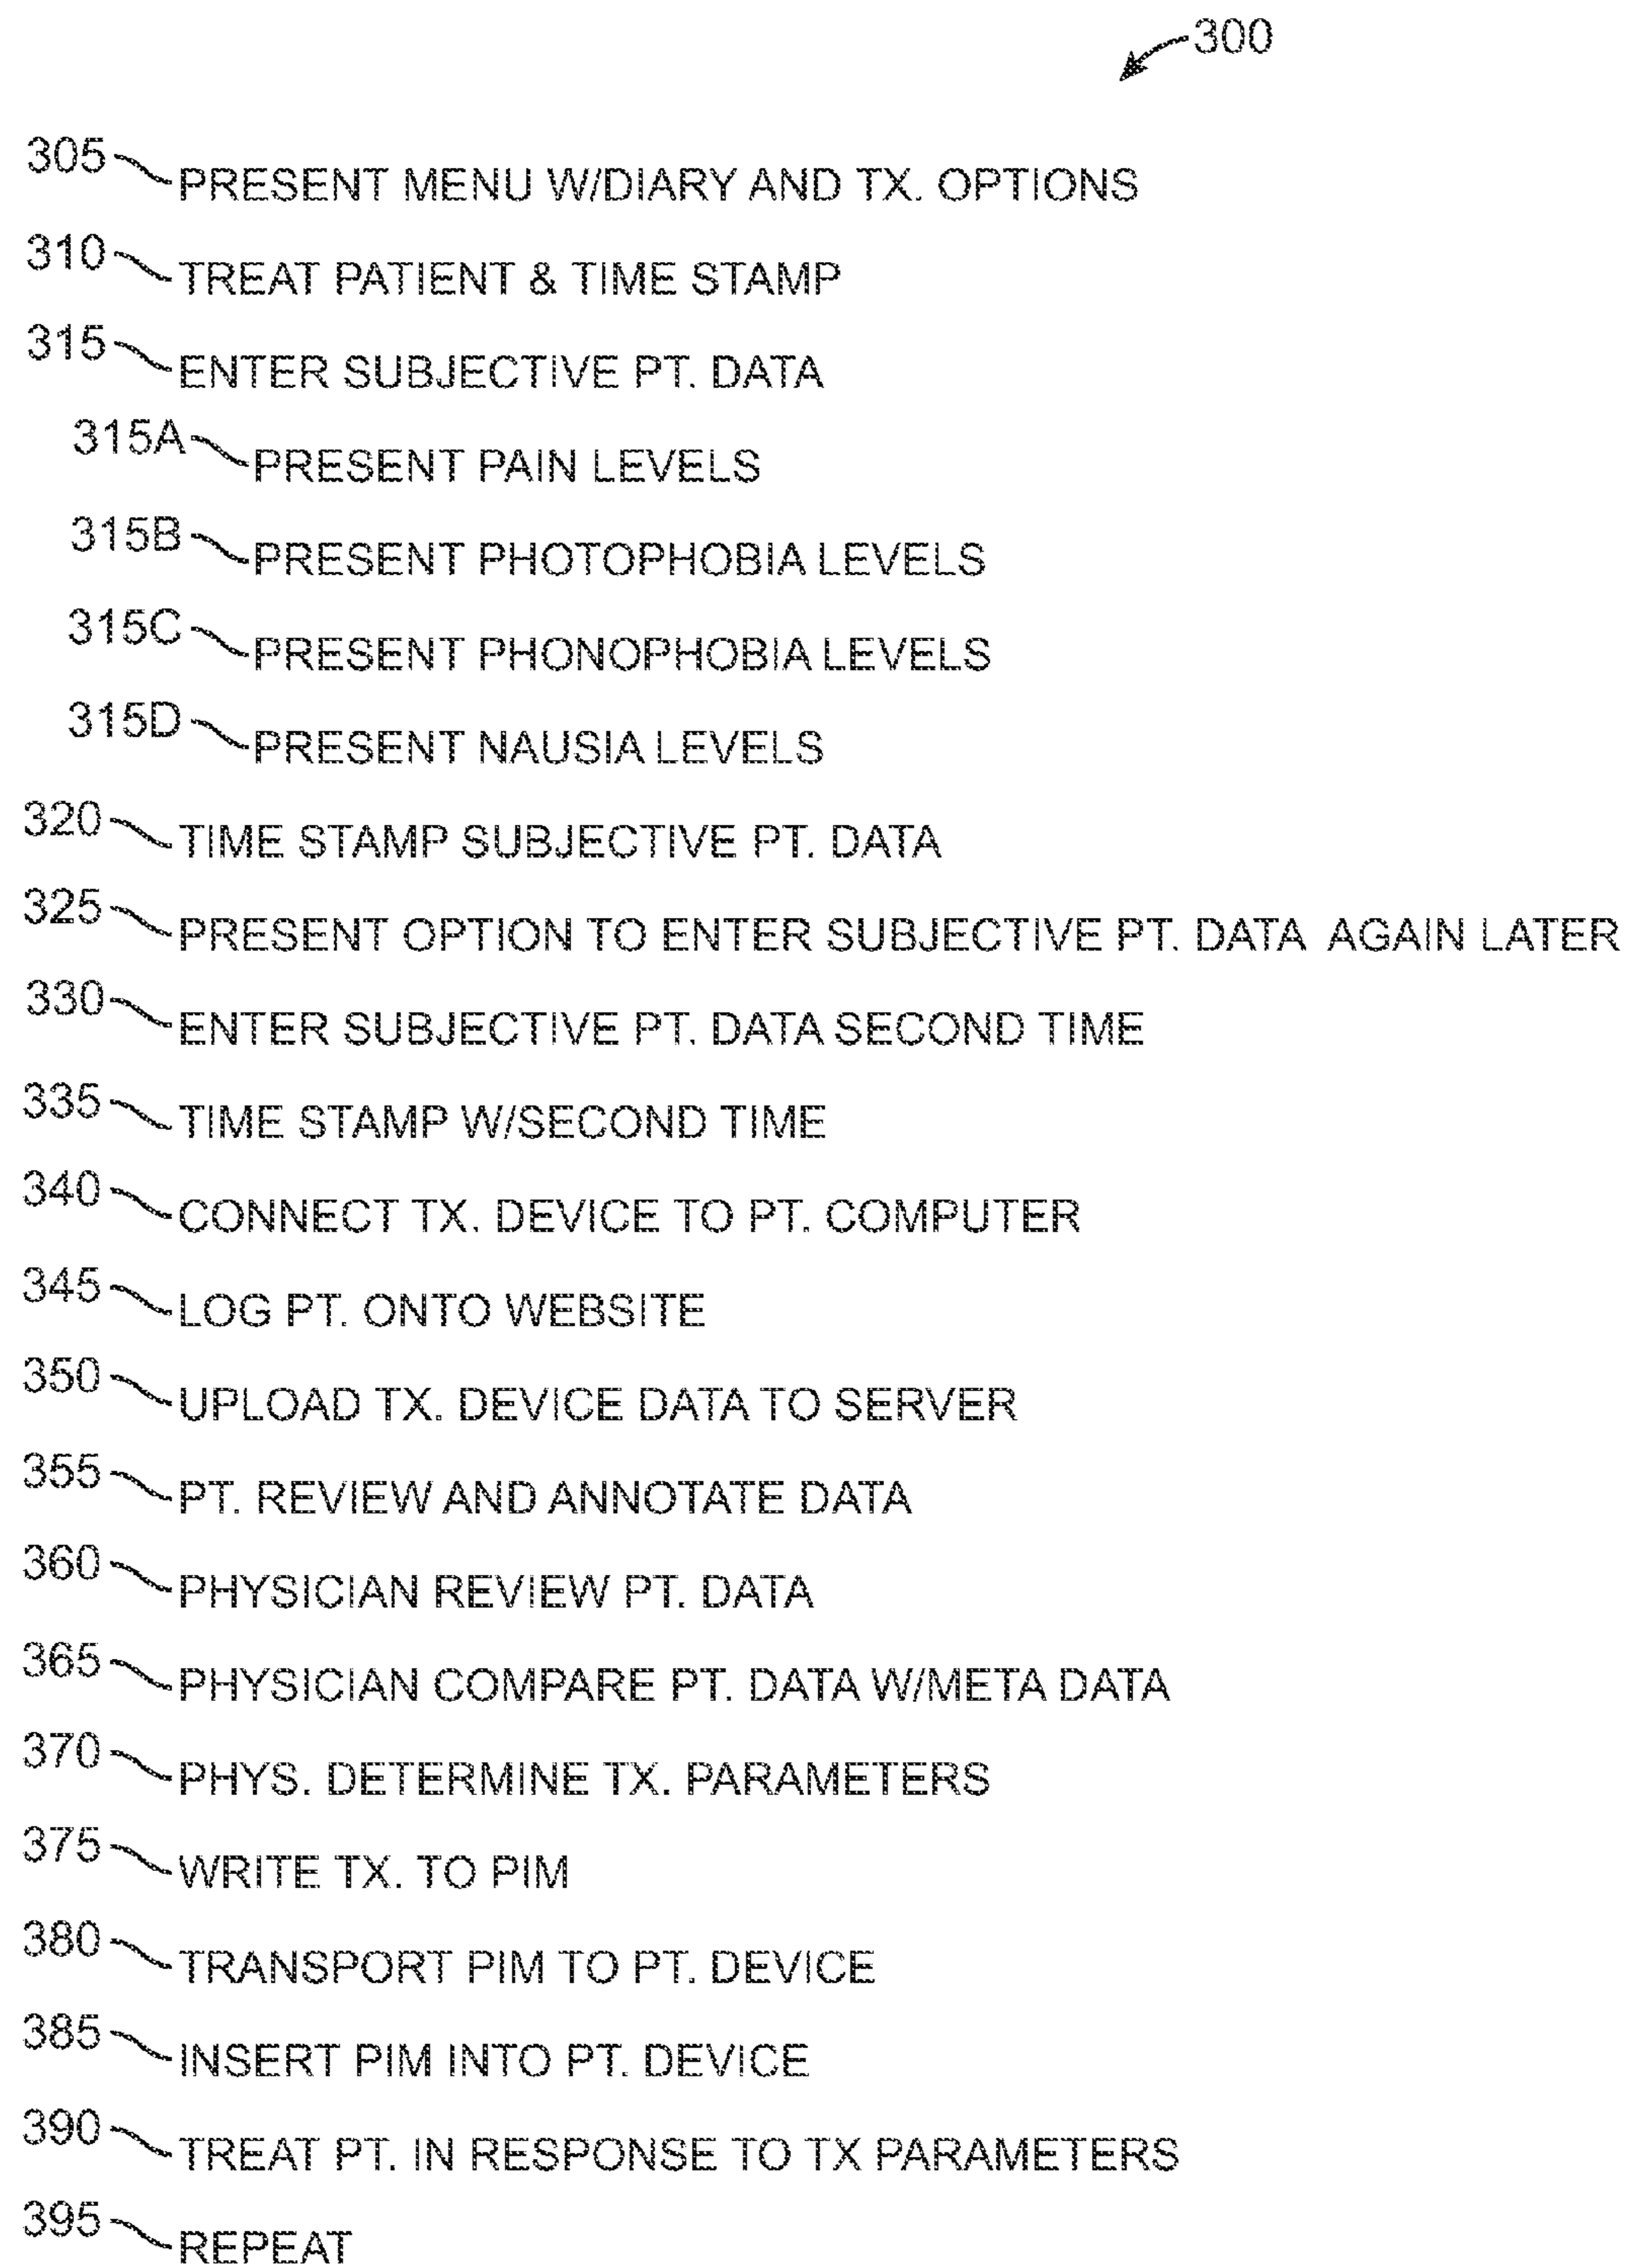 300
305 PRESENT MENU W/DIARY AND TX. OPTIONS
310 TREAT PATIENT & TIME STAMP
315 ENTER SUBJECTIVE PT. DATA
315A PRESENT PAIN LEVELS
315B PRESENT PHOTOPHOBIA LEVELS
315C PRESENT PHONOPHOBIA LEVELS
315D PRESENT NAUSIA LEVELS
320 TIME STAMP SUBJECTIVE PT. DATA
325 PRESENT OPTION TO ENTER SUBJECTIVE PT. DATA AGAIN LATER
330 ENTER SUBJECTIVE PT. DATA SECOND TIME
335 TIME STAMP W/SECOND TIME
340 CONNECT TX. DEVICE TO PT. COMPUTER
345 LOG PT. ONTO WEBSITE
350 UPLOAD TX. DEVICE DATA TO SERVER
355 PT. REVIEW AND ANNOTATE DATA
360 PHYSICIAN REVIEW PT. DATA
365 PHYSICIAN COMPARE PT. DATA W/META DATA
370 PHYS. DETERMINE TX. PARAMETERS
375 WRITE TX. TO PIM
380 TRANSPORT PIM TO PT. DEVICE
385 INSERT PIM INTO PT. DEVICE
390 TREAT PT. IN RESPONSE TO TX PARAMETERS
395 REPEAT